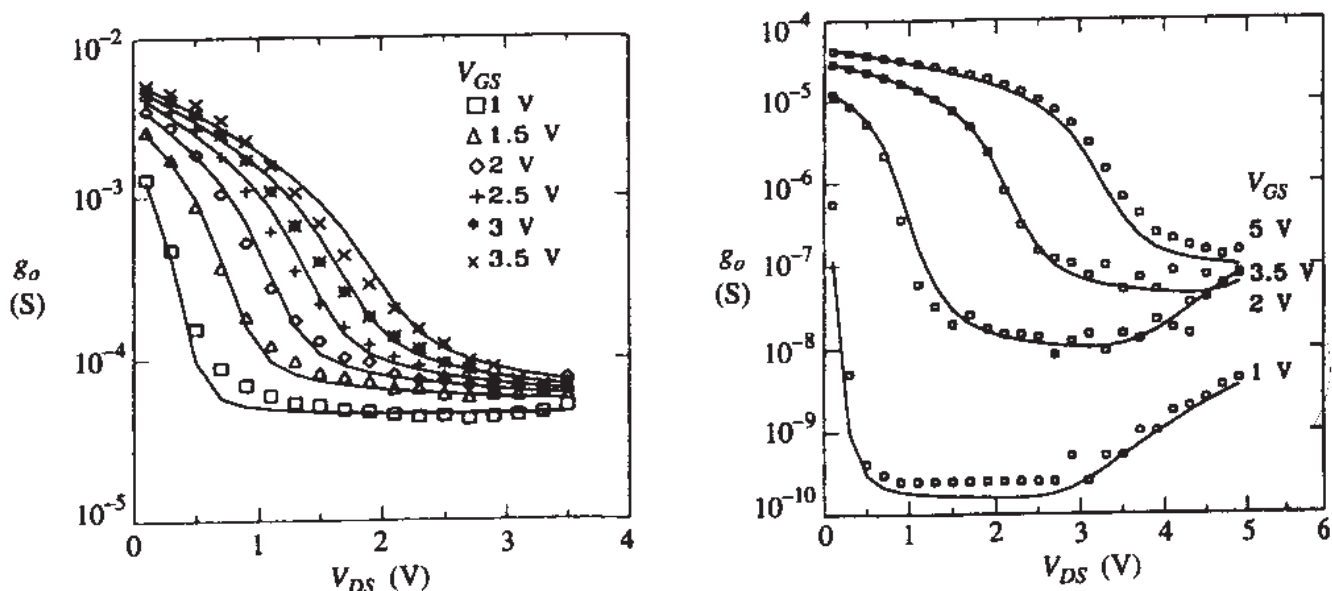 10⁻²
10⁻³
g_o
(S)
10⁻⁴
10⁻⁵
V_GS
□ 1 V
△ 1.5 V
◇ 2 V
+ 2.5 V
* 3 V
× 3.5 V
0 1 2 3 4
V_DS (V)
10⁻⁴
10⁻⁵
10⁻⁶
10⁻⁷
g_o
(S)
10⁻⁸
10⁻⁹
10⁻¹⁰
V_GS
5 V
3.5 V
2 V
1 V
0 1 2 3 4 5 6
V_DS (V)